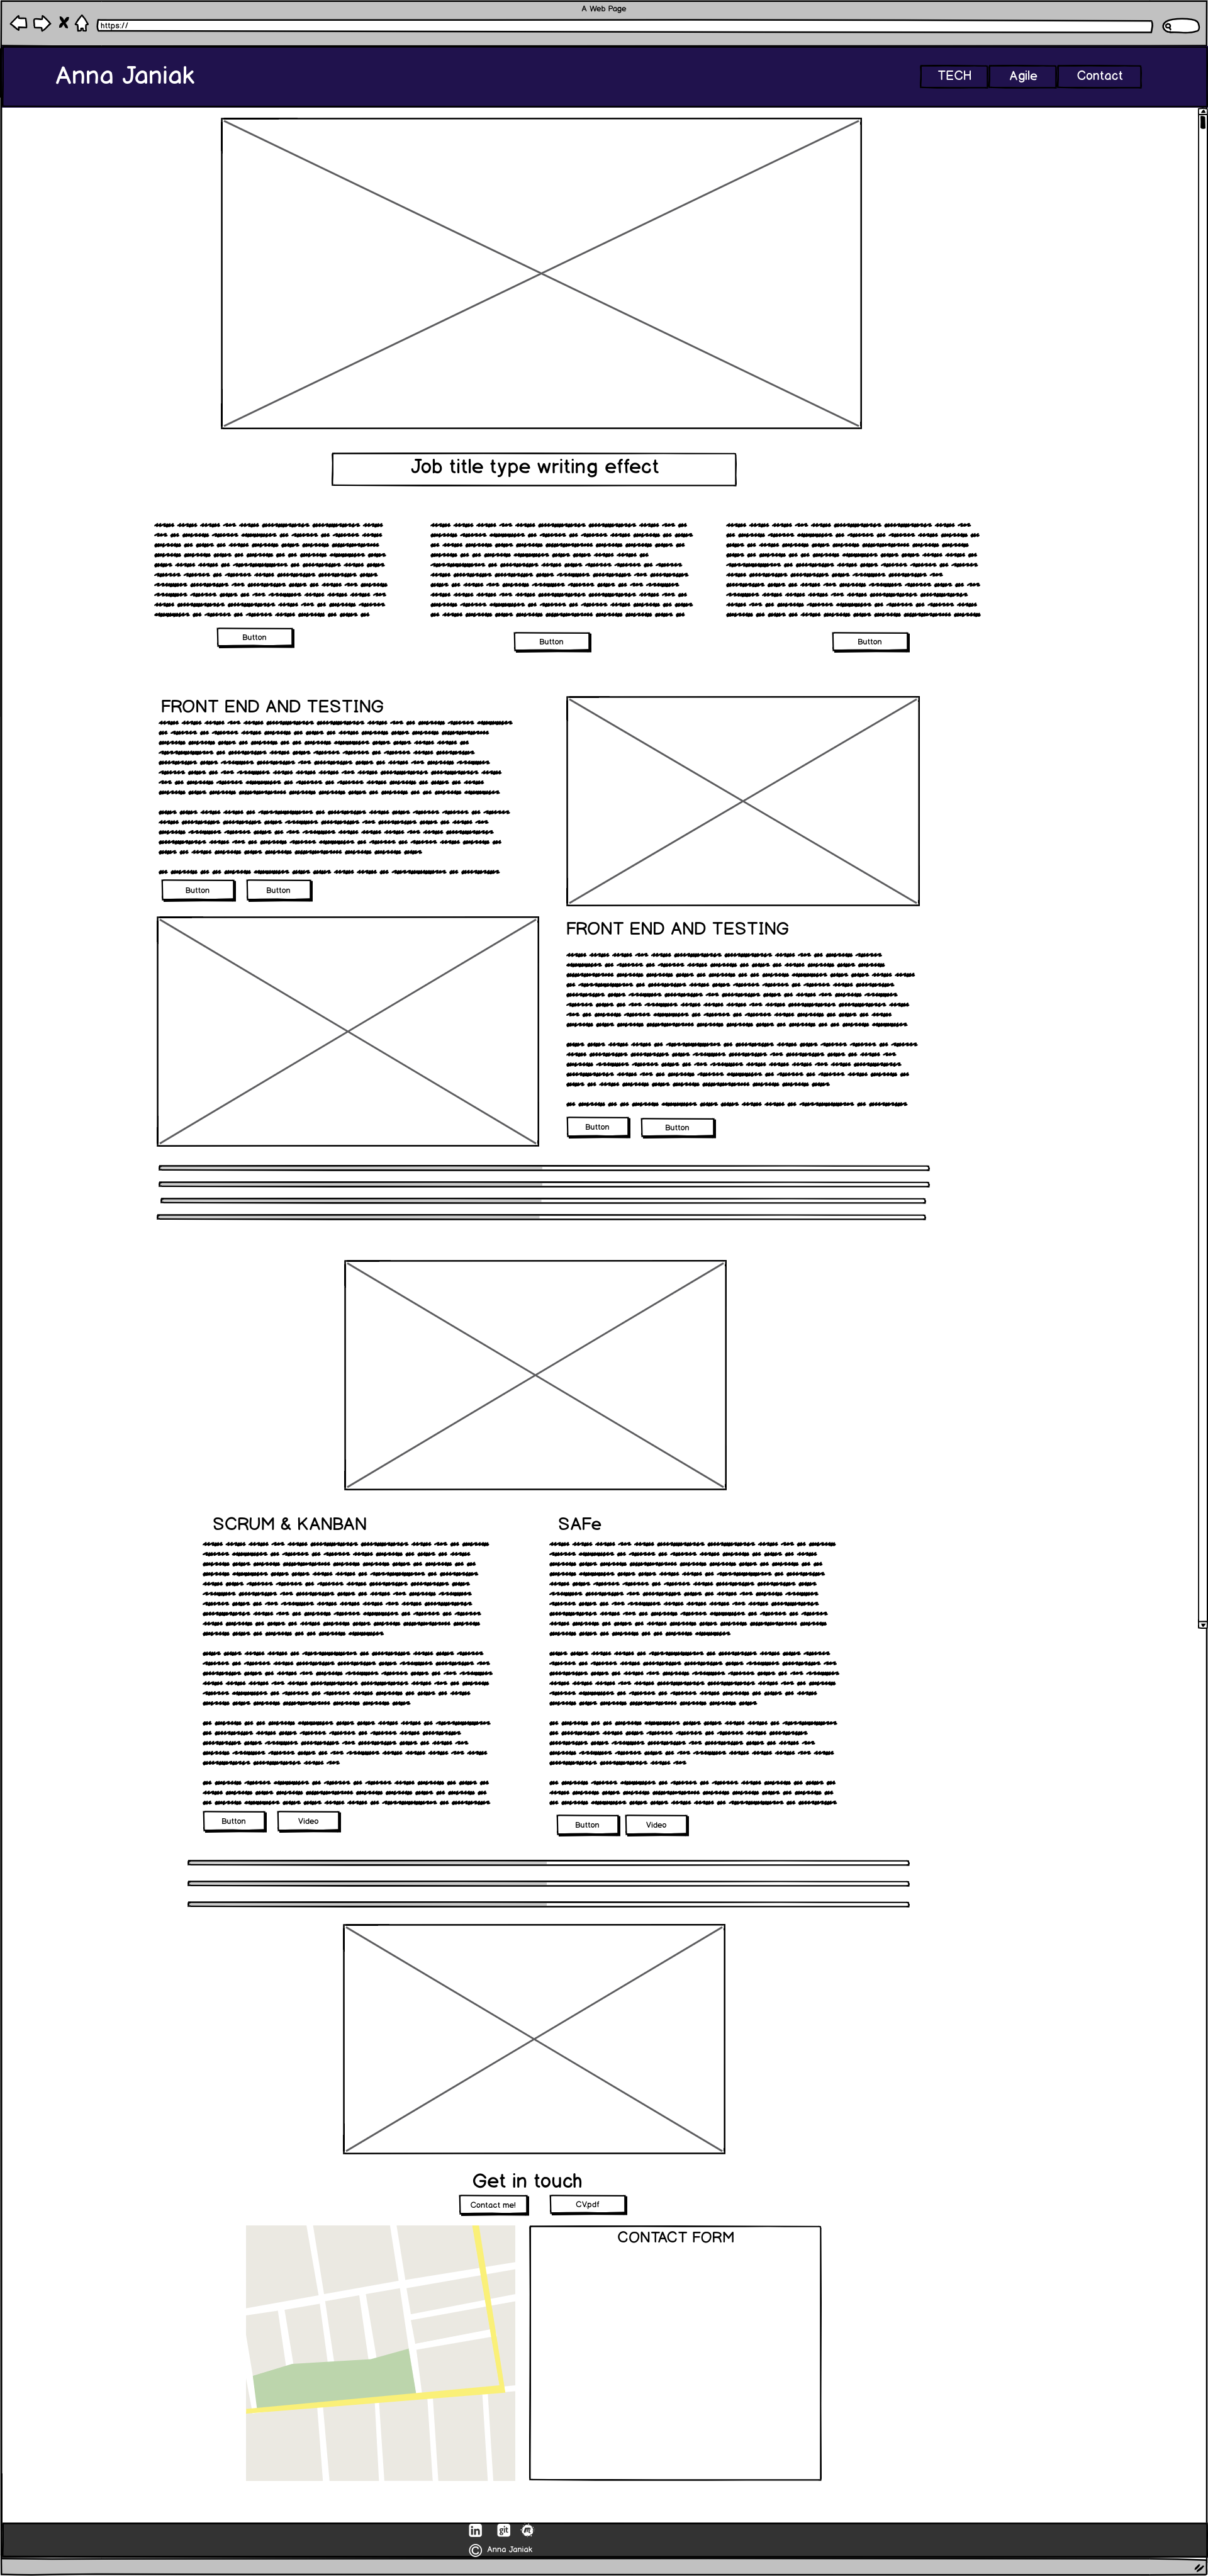 A Web Page
https://
Anna Janiak
TECH Agile Contact
Job title type writing effect
Button Button Button
FRONT END AND TESTING
Button Button
FRONT END AND TESTING
Button Button
SCRUM & KANBAN SAFe
Button Video Button Video
Get in touch
Contact me! CVpdf
CONTACT FORM
in git m
© Anna Janiak